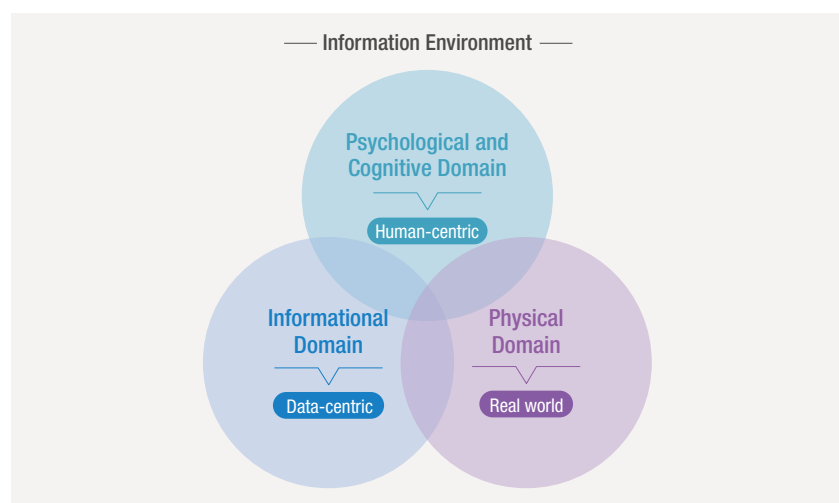 Information Environment
Psychological and
Cognitive Domain
Human-centric
Informational
Domain
Data-centric
Physical
Domain
Real world